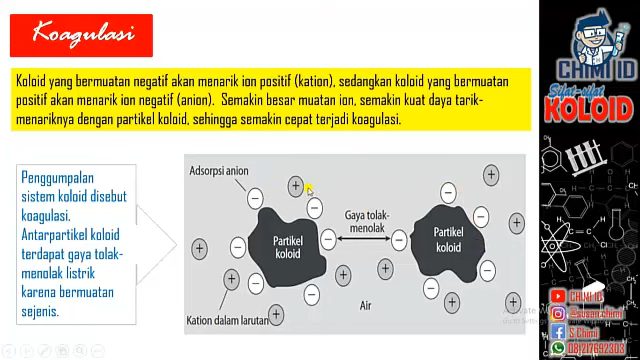 Koagulasi
Koloid yang bermuatan negatif akan menarik ion positif (kation), sedangkan koloid yang bermuatan
positif akan menarik ion negatif (anion). Semakin besar muatan ion, semakin kuat daya tarik-
menariknya dengan partikel koloid, sehingga semakin cepat terjadi koagulasi.
Penggumpalan
sistem koloid disebut
koagulasi.
Antarpartikel koloid
terdapat gaya tolak-
menolak listrik
karena bermuatan
sejenis.
Adsorpsi anion
Partikel
koloid
Gaya tolak-
menolak
Partikel
koloid
Kation dalam larutan
Air
CHIMI ID
Sifat-sifat
KOLOID
CHIMI ID
@susan.chimi
S Chimi
08217692303